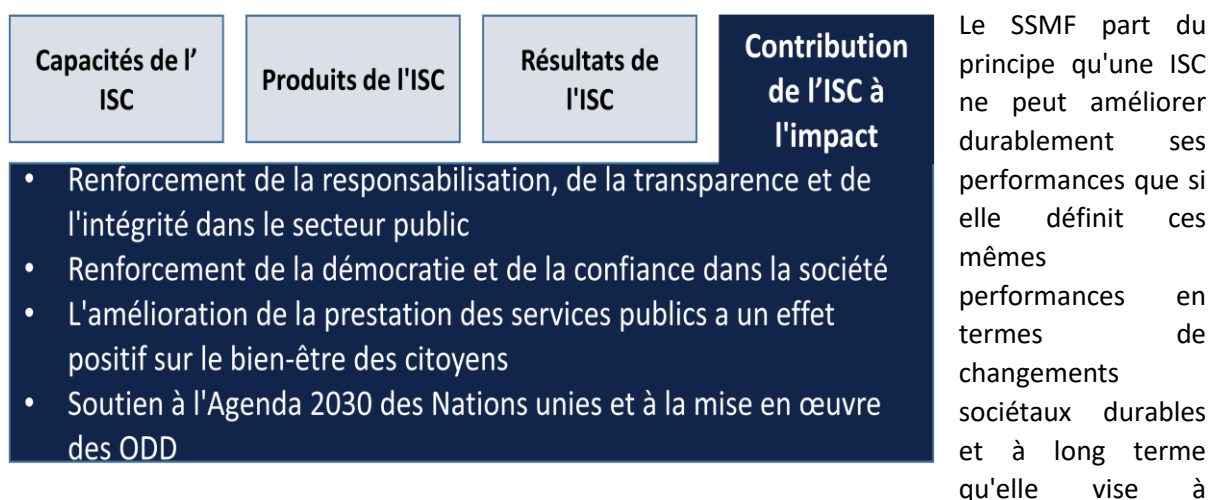 Capacités de l’
ISC
Produits de l'ISC
Résultats de
l'ISC
Contribution
de l’ISC à
l'impact
• Renforcement de la responsabilisation, de la transparence et de
l'intégrité dans le secteur public
• Renforcement de la démocratie et de la confiance dans la société
• L'amélioration de la prestation des services publics a un effet
positif sur le bien-être des citoyens
• Soutien à l'Agenda 2030 des Nations unies et à la mise en œuvre
des ODD
Le SSMF part du
principe qu'une ISC
ne peut améliorer
durablement ses
performances que si
elle définit ces
mêmes
performances en
termes de
changements
sociétaux durables
et à long terme
qu'elle vise à